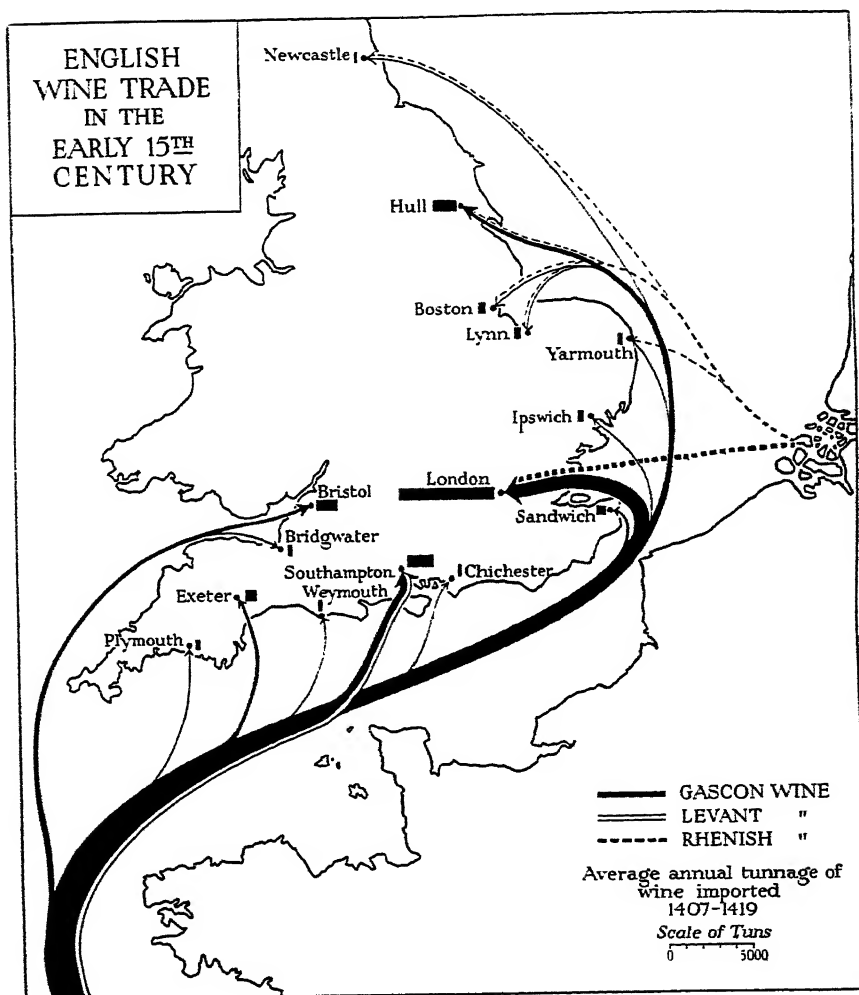 ENGLISH
WINE TRADE
IN THE
EARLY 15TH
CENTURY
Newcastle
Hull
Boston
Lynn
Yarmouth
Ipswich
London
Bristol
Sandwich
Bridgwater
Southampton
Chichester
Weymouth
Exeter
Plymouth
GASCON WINE
LEVANT "
RHENISH "
Average annual tunnage of
wine imported
1407-1419
Scale of Tuns
0 5000